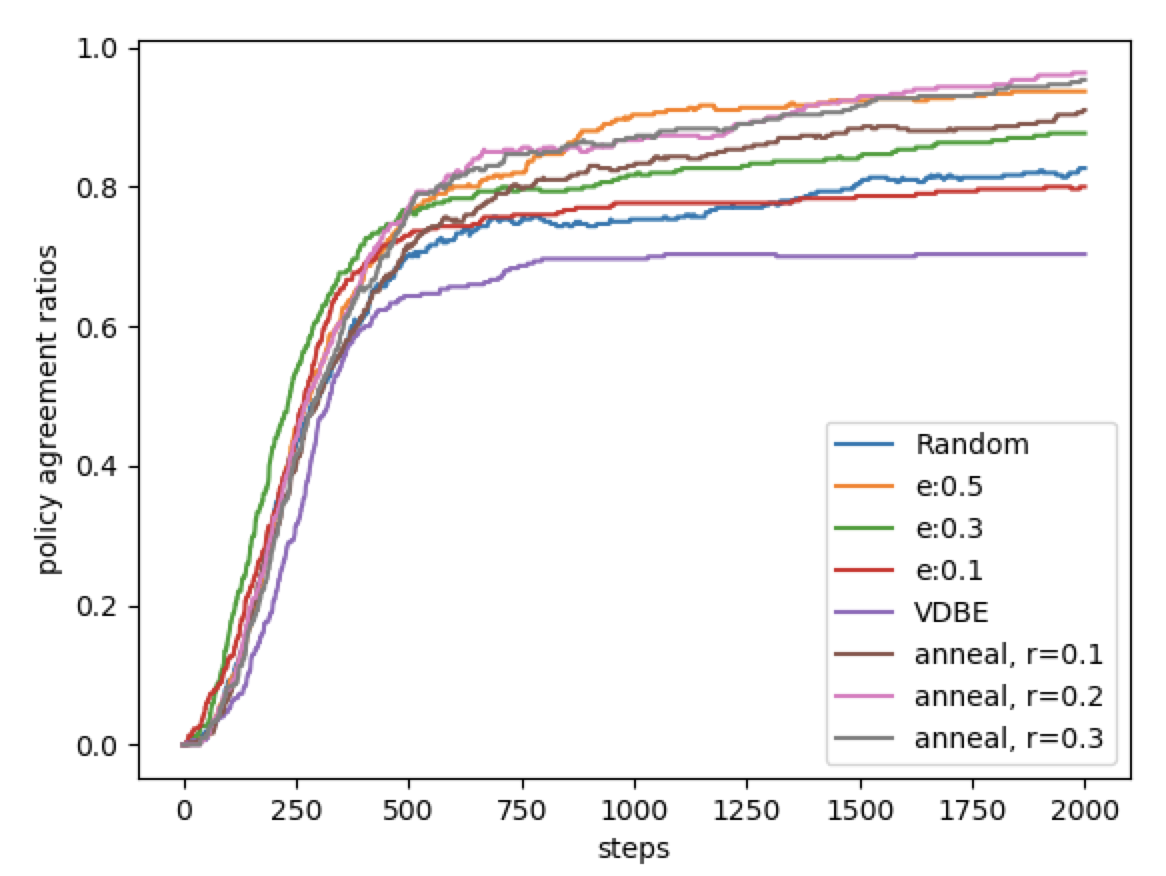 1.0
0.8
0.6
0.4
0.2
0.0
policy agreement ratios
Random
e:0.5
e:0.3
e:0.1
VDBE
anneal, r=0.1
anneal, r=0.2
anneal, r=0.3
0 250 500 750 1000 1250 1500 1750 2000
steps